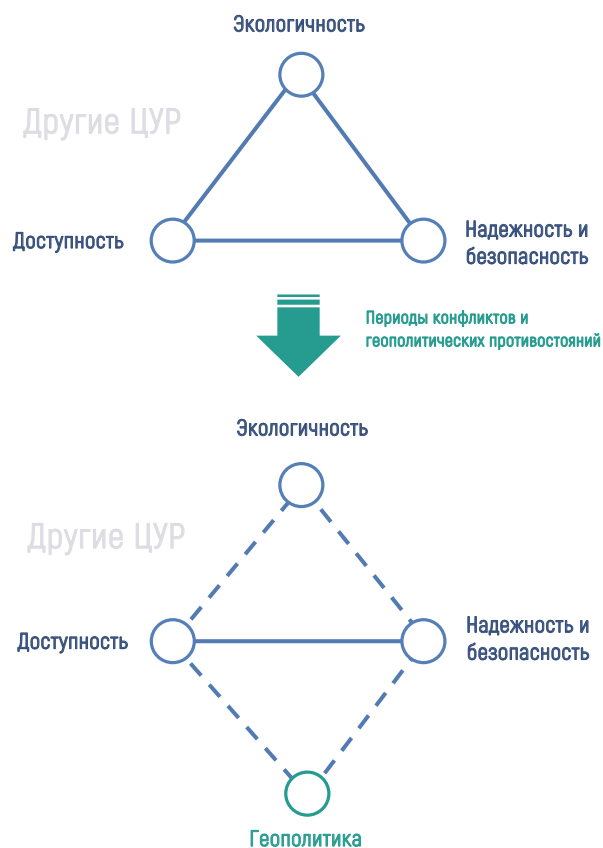 Экологичность
Другие ЦУР
Доступность
Надежность и
безопасность
Периоды конфликтов и
геополитических противостояний
Экологичность
Другие ЦУР
Доступность
Надежность и
безопасность
Геополитика